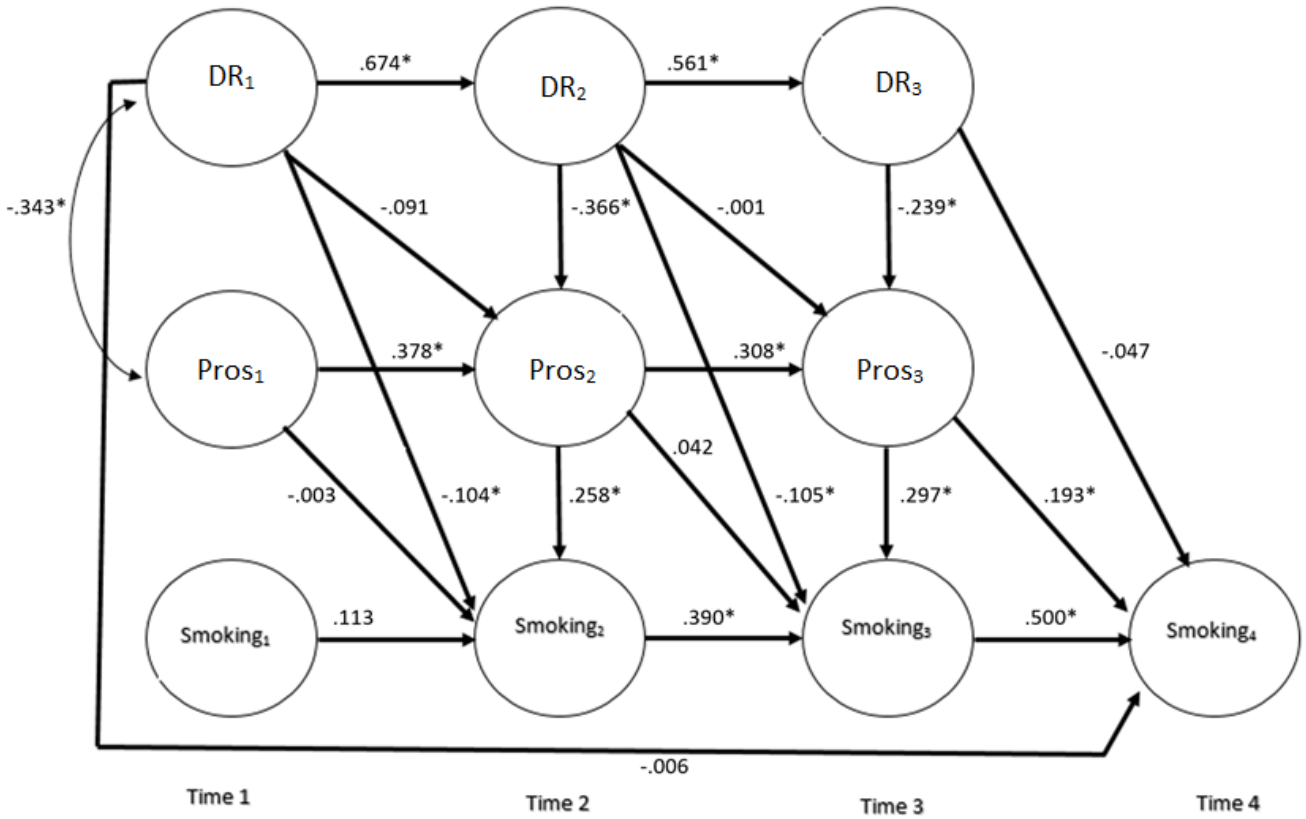 DR₁
.674*
DR₂
.561*
DR₃
-.343*
-.091
-.366*
-.001
-.239*
-.047
Pros₁
.378*
Pros₂
.308*
Pros₃
-.003
-.104*
.258*
.042
-.105*
.297*
.193*
Smoking₁
.113
Smoking₂
.390*
Smoking₃
.500*
Smoking₄
-.006
Time 1
Time 2
Time 3
Time 4